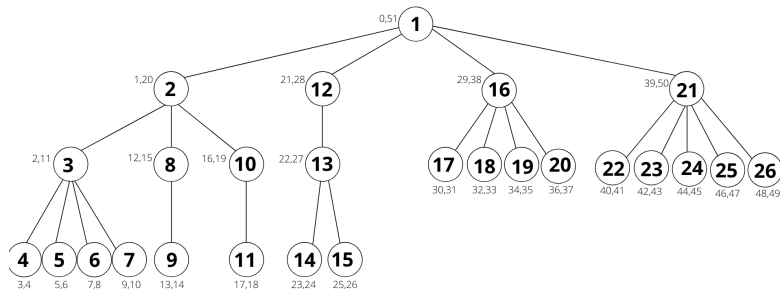 0,51 1
1,20 2
21,28 12
29,38 16
39,50 21
2,11 3
12,15 8
16,19 10
22,27 13
17 18 19 20
30,31 32,33 34,35 36,37
22 23 24 25 26
40,41 42,43 44,45 46,47 48,49
4 5 6 7 9 11 14 15
3,4 5,6 7,8 9,10 13,14 17,18 23,24 25,26